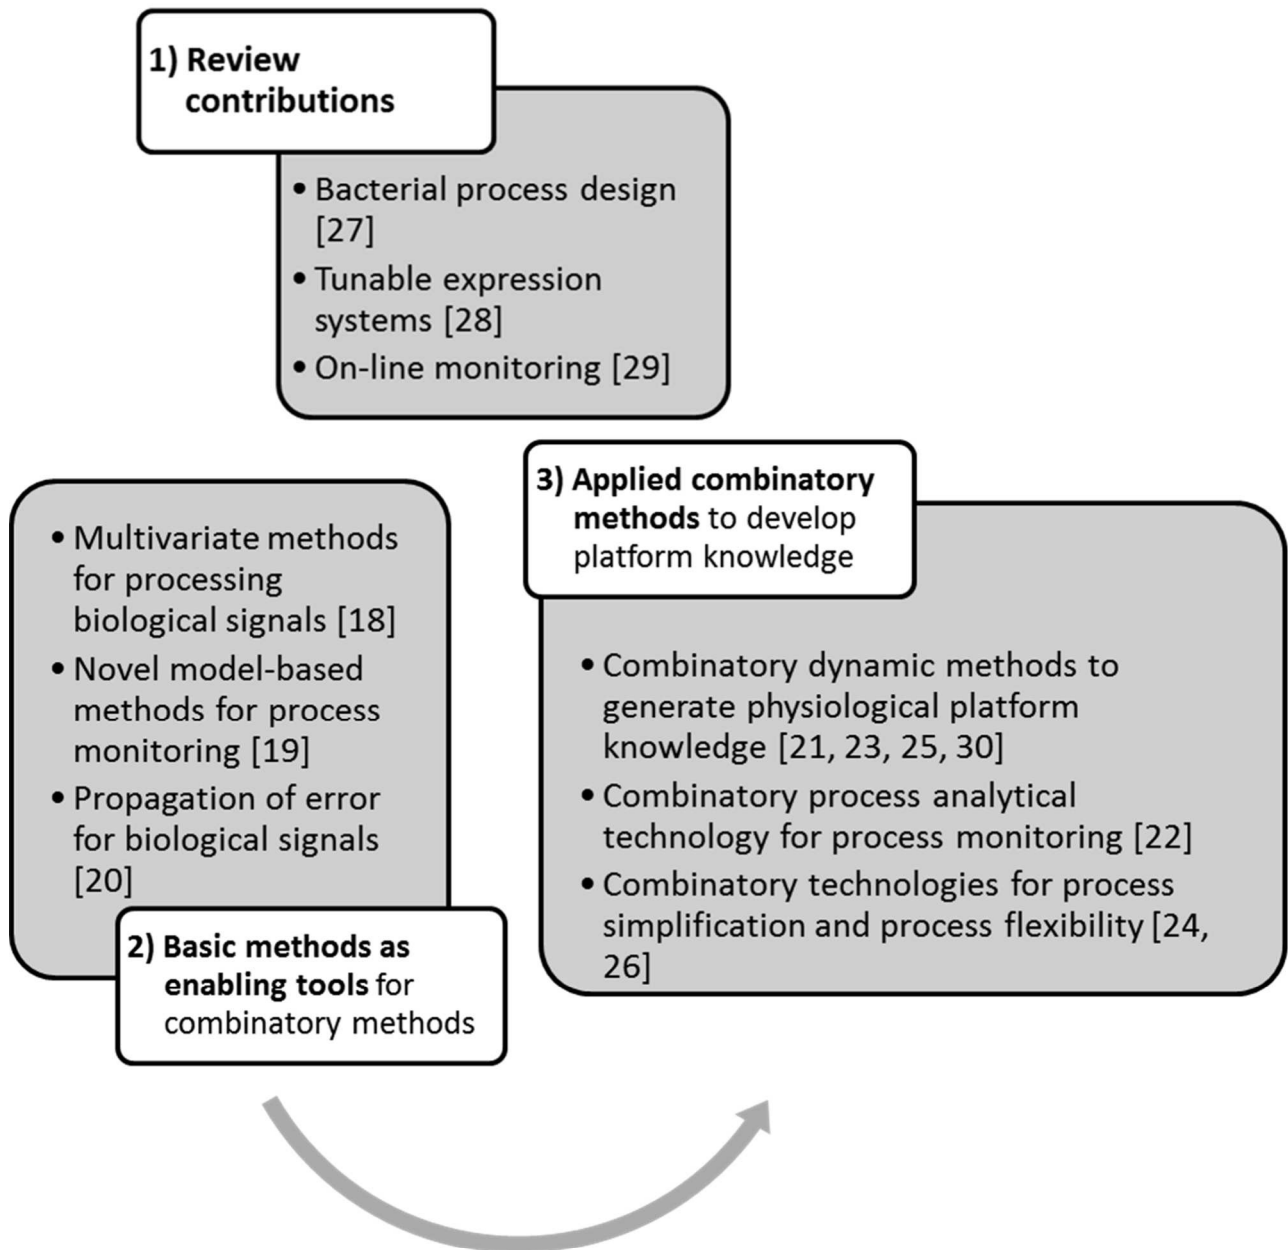 1) Review
contributions
• Bacterial process design
[27]
• Tunable expression
systems [28]
• On-line monitoring [29]
• Multivariate methods
for processing
biological signals [18]
• Novel model-based
methods for process
monitoring [19]
• Propagation of error
for biological signals
[20]
2) Basic methods as
enabling tools for
combinatory methods
3) Applied combinatory
methods to develop
platform knowledge
• Combinatory dynamic methods to
generate physiological platform
knowledge [21, 23, 25, 30]
• Combinatory process analytical
technology for process monitoring [22]
• Combinatory technologies for process
simplification and process flexibility [24,
26]